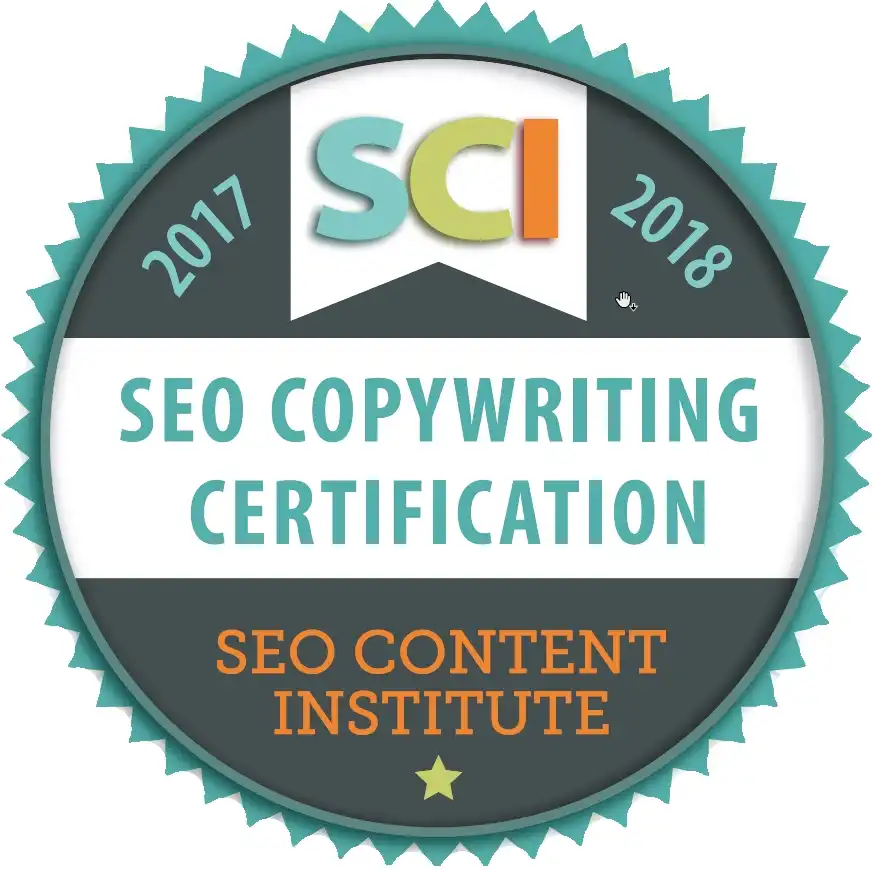 SCI
2017
2018
SEO COPYWRITING
CERTIFICATION
SEO CONTENT
INSTITUTE